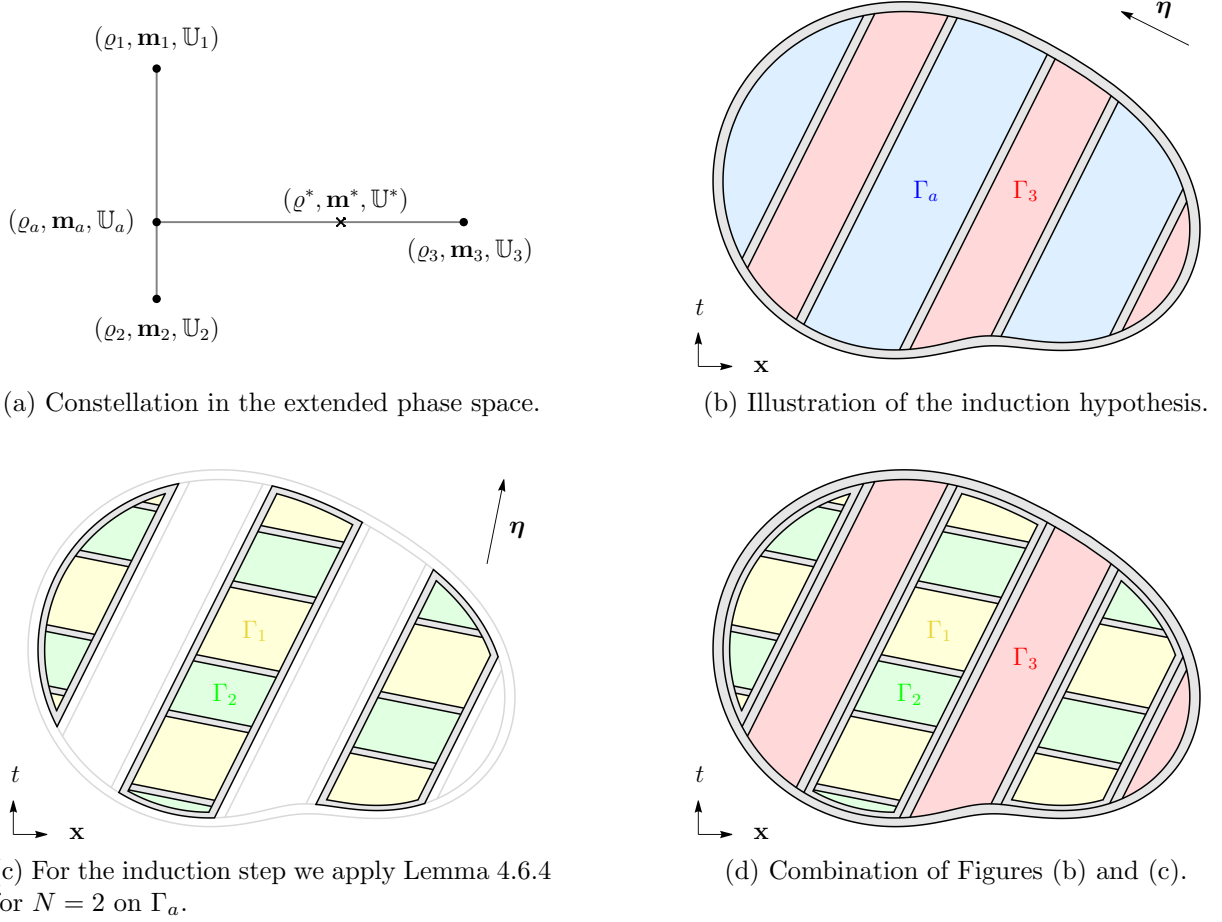 (ϱ₁, 𝐦₁, 𝕌₁)
(ϱₐ, 𝐦ₐ, 𝕌ₐ)
(ϱ*, 𝐦*, 𝕌*)
(ϱ₃, 𝐦₃, 𝕌₃)
(ϱ₂, 𝐦₂, 𝕌₂)
(a) Constellation in the extended phase space.
𝜼
Γₐ
Γ₃
t
𝐱
(b) Illustration of the induction hypothesis.
𝜼
Γ₁
Γ₂
t
𝐱
c) For the induction step we apply Lemma 4.6.4
or N = 2 on Γₐ.
Γ₁
Γ₃
Γ₂
t
𝐱
(d) Combination of Figures (b) and (c).